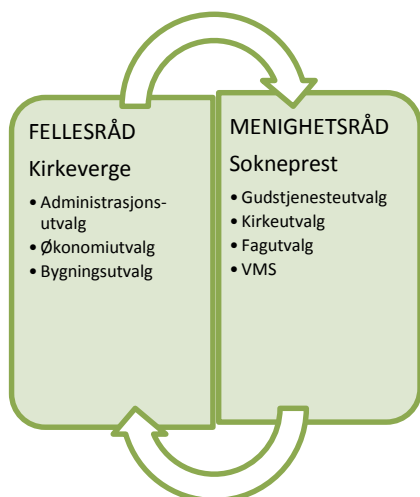 FELLESRÅD
Kirkeverge
• Administrasjons-
utvalg
• Økonomiutvalg
• Bygningsutvalg
MENIGHETSRÅD
Sokneprest
• Gudstjenesteutvalg
• Kirkeutvalg
• Fagutvalg
• VMS